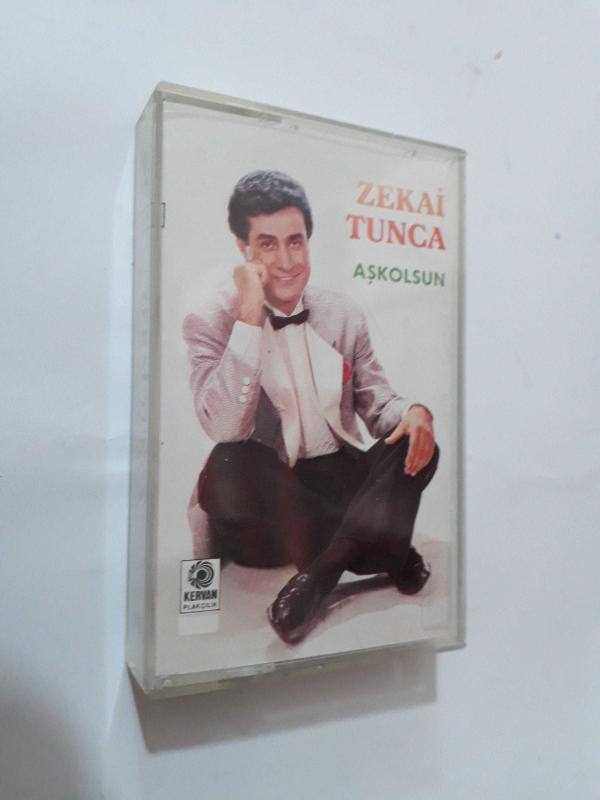 ZEKAİ
TUNCA
AŞKOLSUN
KERVAN
PLAKÇILIK